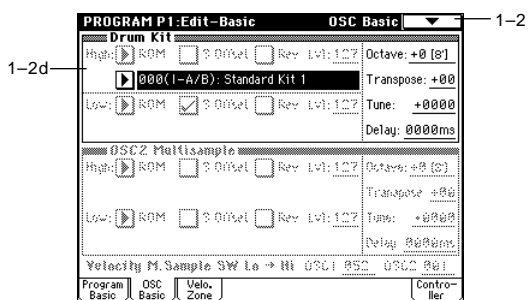 PROGRAM P1:Edit-Basic OSC Basic 1–2
Drum Kit
High: ROM S.Offset Rev Lvl:127 Octave: +0 [8']
1–2d
000(I-A/B): Standard Kit 1 Transpose: +00
Low: ROM S.Offset Rev Lvl:127 Tune: +0000
Delay: 0000ms
OSC2 Multisample
High: ROM S.Offset Rev Lvl:127 Octave: +0 [8']
Transpose +00
Low: ROM S.Offset Rev Lvl:127 Tune: +0000
Delay 0000ms
Velocity M.Sample SW Lo → Hi OSC1 052 OSC2 001
Program Basic OSC Basic Velo. Zone Contro- ller